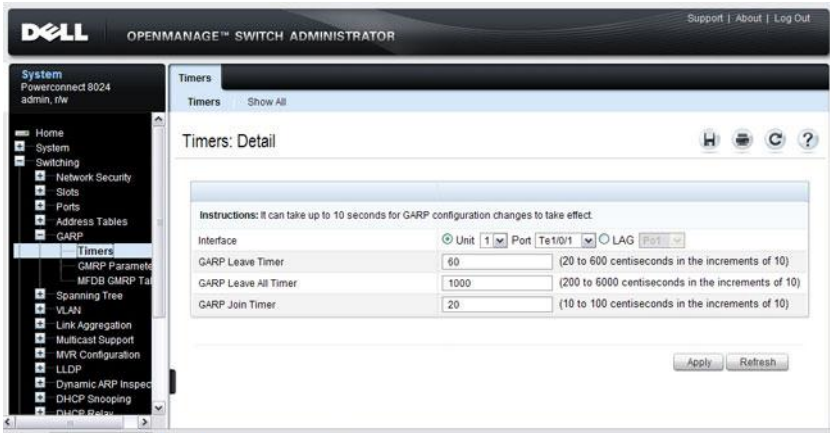 Support | About | Log Out
DELL
OPENMANAGE™ SWITCH ADMINISTRATOR
System
Powerconnect 8024
admin, r/w
Home
System
Switching
Network Security
Slots
Ports
Address Tables
GARP
Timers
GMRP Paramete
MFDB GMRP Tal
Spanning Tree
VLAN
Link Aggregation
Multicast Support
MVR Configuration
LLDP
Dynamic ARP Inspec
DHCP Snooping
DHCP Relay
Timers
Timers Show All
Timers: Detail
Instructions: It can take up to 10 seconds for GARP configuration changes to take effect.
Interface Unit 1 Port Te1/0/1 LAG Po1
GARP Leave Timer 60 (20 to 600 centiseconds in the increments of 10)
GARP Leave All Timer 1000 (200 to 6000 centiseconds in the increments of 10)
GARP Join Timer 20 (10 to 100 centiseconds in the increments of 10)
Apply Refresh